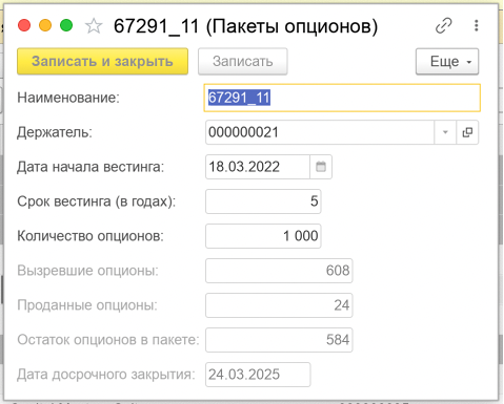 67291_11 (Пакеты опционов)
Записать и закрыть Записать Еще
Наименование: 67291_11
Держатель: 000000021
Дата начала вестинга: 18.03.2022
Срок вестинга (в годах): 5
Количество опционов: 1 000
Вызревшие опционы: 608
Проданные опционы: 24
Остаток опционов в пакете: 584
Дата досрочного закрытия: 24.03.2025